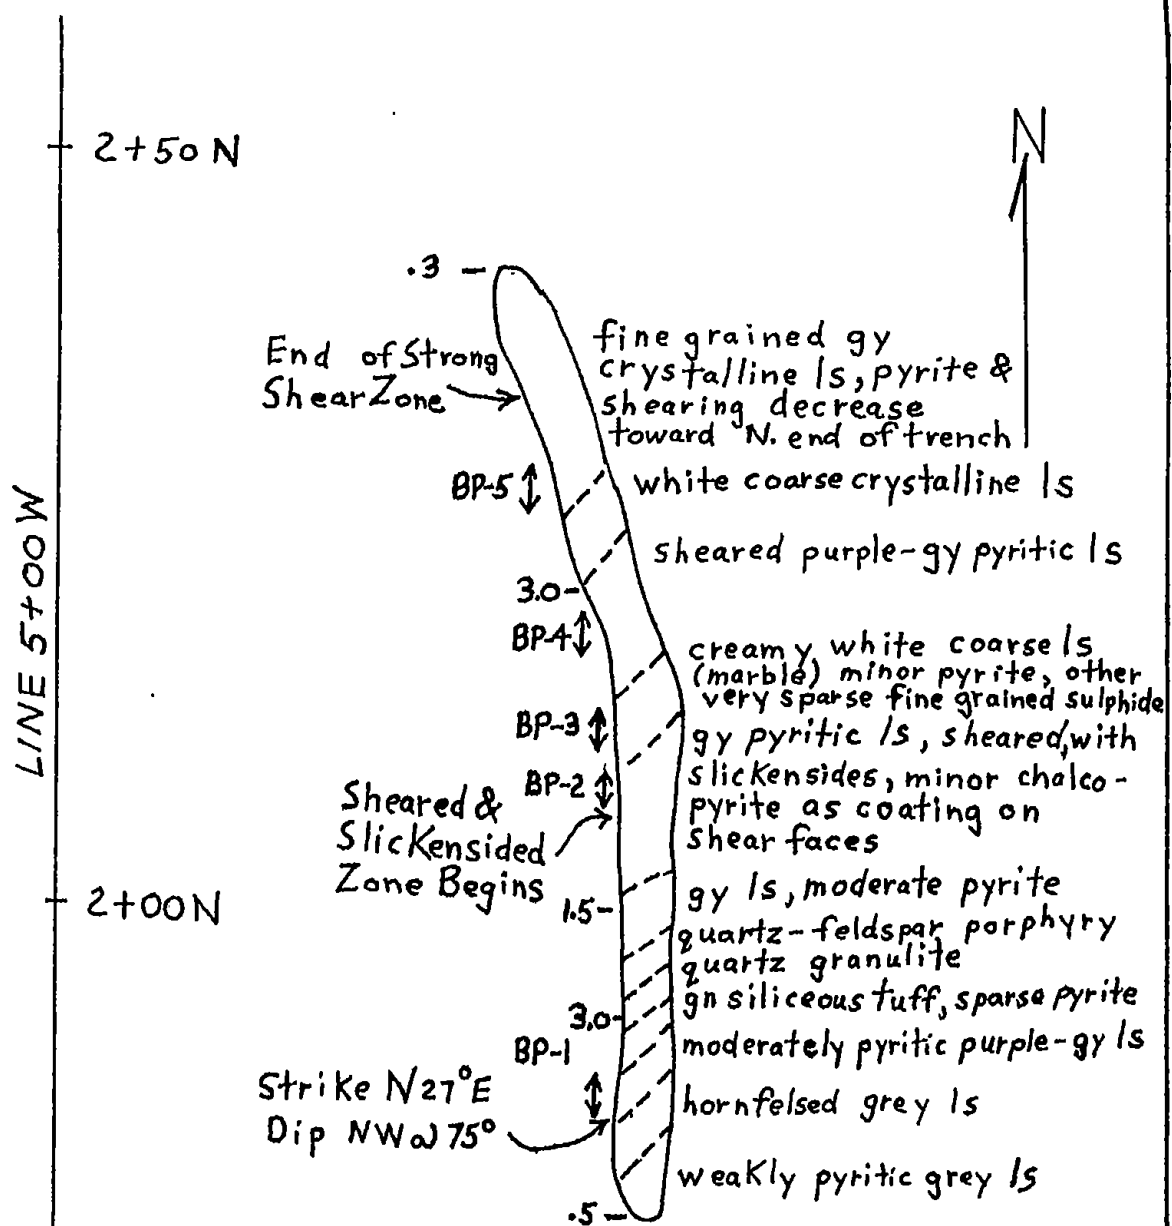 2+50 N
N
.3
End of Strong
Shear Zone
fine grained gy
crystalline ls, pyrite &
shearing decrease
toward N. end of trench
BP-5
white coarse crystalline ls
sheared purple-gy pyritic ls
3.0
BP-4
LINE 5+00W
creamy white coarse ls
(marble) minor pyrite, other
very sparse fine grained sulphide
BP-3
gy pyritic ls, sheared, with
slickensides, minor chalco-
pyrite as coating on
shear faces
BP-2
Sheared &
Slickensided
Zone Begins
2+00N
gy ls, moderate pyrite
1.5
quartz-feldspar porphyry
quartz granulite
gn siliceous tuff, sparse pyrite
3.0
BP-1
moderately pyritic purple-gy ls
Strike N27°E
Dip NW@75°
hornfelsed grey ls
weakly pyritic grey ls
.5